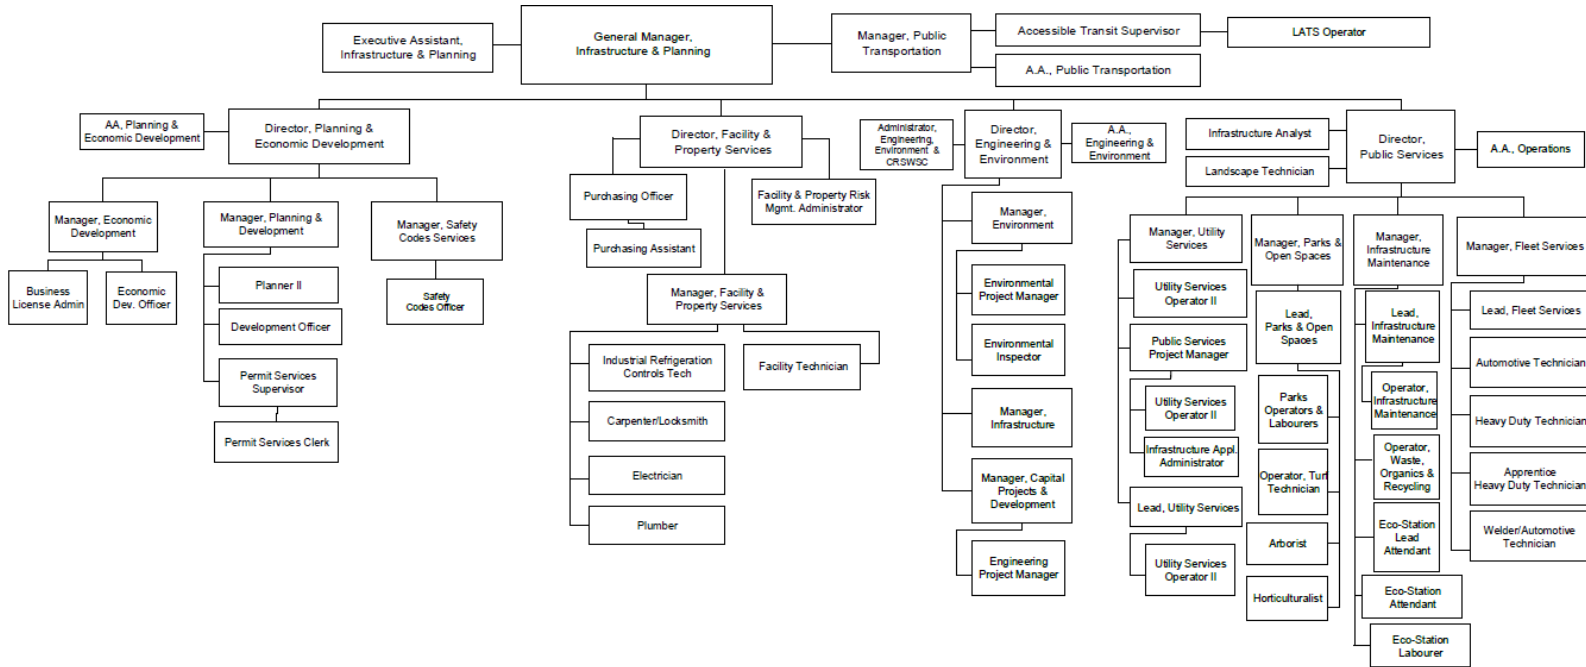 Executive Assistant,
Infrastructure & Planning
General Manager,
Infrastructure & Planning
Manager, Public
Transportation
Accessible Transit Supervisor
LATS Operator
A.A., Public Transportation
AA, Planning &
Economic Development
Director, Planning &
Economic Development
Director, Facility &
Property Services
Administrator,
Engineering,
Environment &
CRSWSC
Director,
Engineering &
Environment
A.A.,
Engineering &
Environment
Infrastructure Analyst
Landscape Technician
Director,
Public Services
A.A., Operations
Manager, Economic
Development
Business
License Admin
Economic
Dev. Officer
Manager, Planning &
Development
Planner II
Development Officer
Permit Services
Supervisor
Permit Services Clerk
Manager, Safety
Codes Services
Safety
Codes Officer
Purchasing Officer
Purchasing Assistant
Facility & Property Risk
Mgmt. Administrator
Manager, Facility &
Property Services
Industrial Refrigeration
Controls Tech
Carpenter/Locksmith
Electrician
Plumber
Facility Technician
Manager,
Environment
Environmental
Project Manager
Environmental
Inspector
Manager,
Infrastructure
Manager, Capital
Projects &
Development
Engineering
Project Manager
Manager, Utility
Services
Utility Services
Operator II
Public Services
Project Manager
Utility Services
Operator II
Infrastructure Appl.
Administrator
Lead, Utility Services
Utility Services
Operator II
Manager, Parks &
Open Spaces
Lead,
Parks & Open
Spaces
Parks
Operators &
Labourers
Operator, Turf
Technician
Arborist
Horticulturalist
Manager,
Infrastructure
Maintenance
Lead,
Infrastructure
Maintenance
Operator,
Infrastructure
Maintenance
Operator,
Waste,
Organics &
Recycling
Eco-Station
Lead
Attendant
Eco-Station
Attendant
Eco-Station
Labourer
Manager, Fleet Services
Lead, Fleet Services
Automotive Technician
Heavy Duty Technician
Apprentice
Heavy Duty Technician
Welder/Automotive
Technician